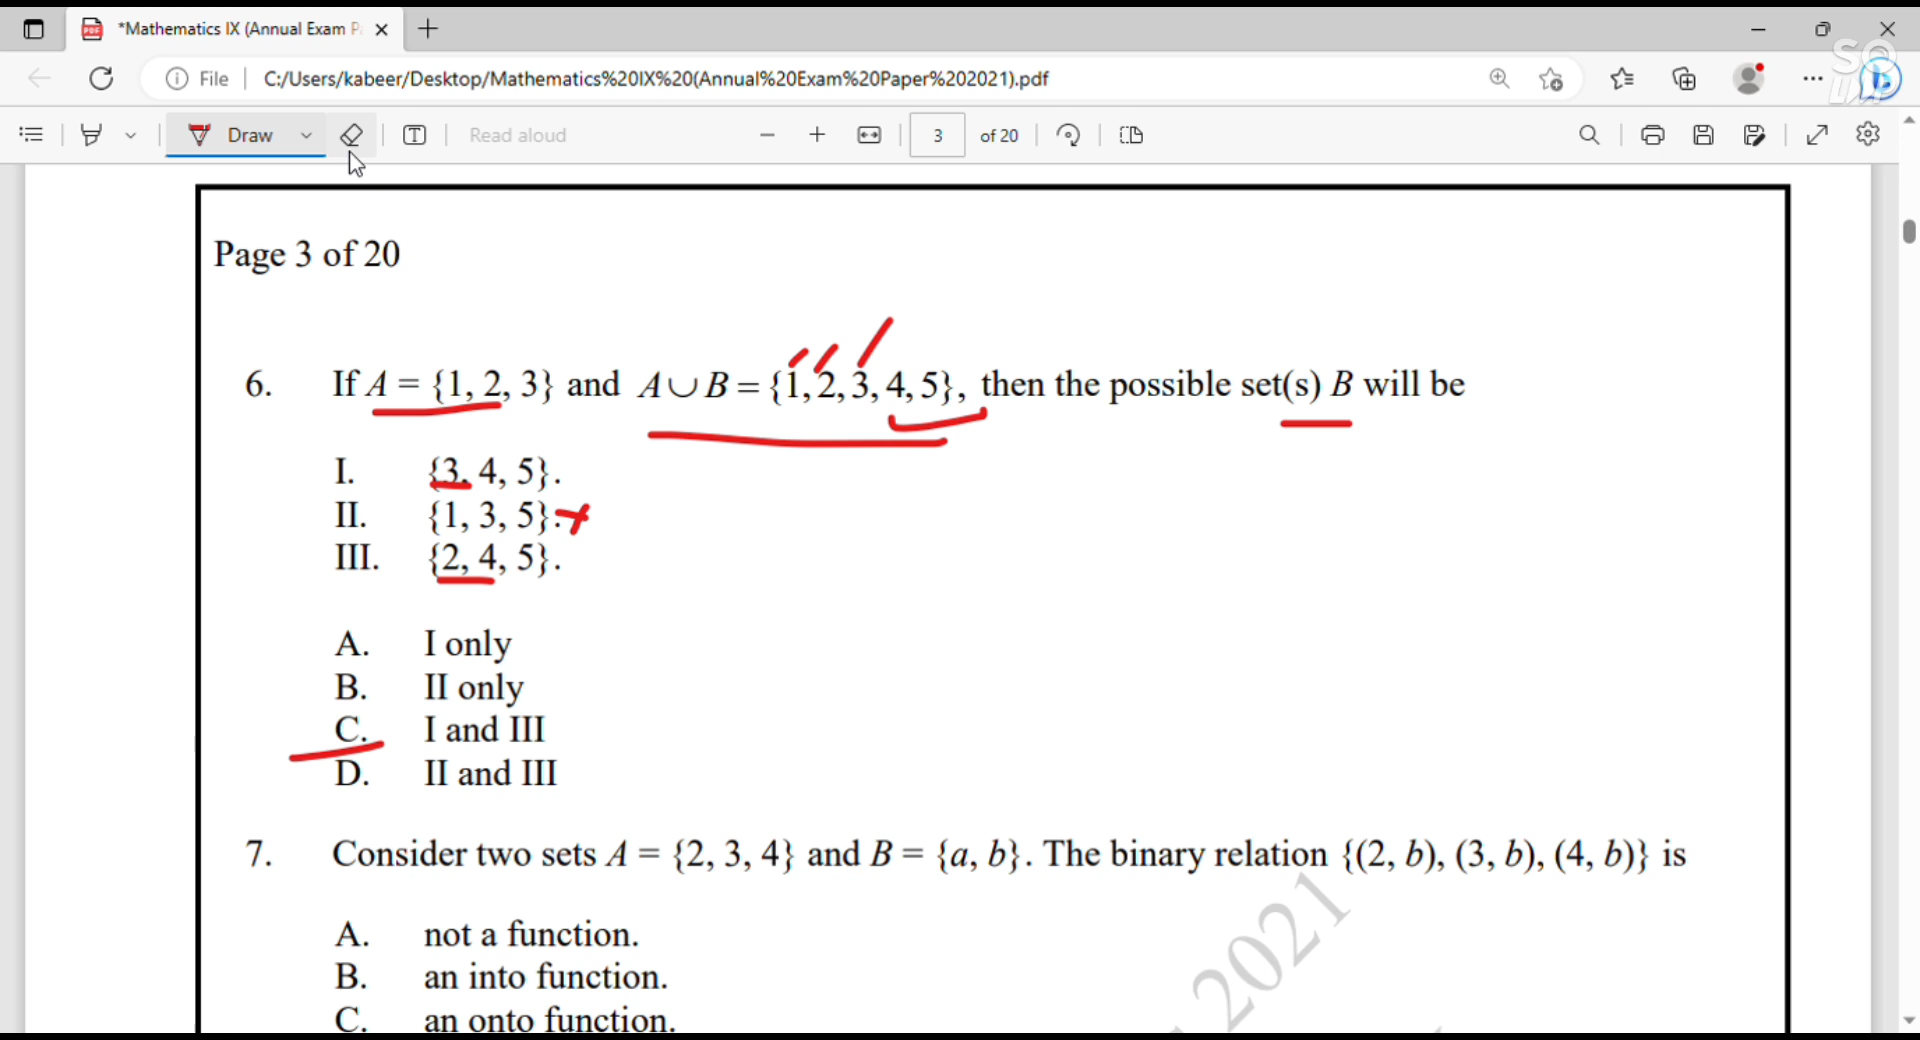 *Mathematics IX (Annual Exam P
File C:/Users/kabeer/Desktop/Mathematics%20IX%20(Annual%20Exam%20Paper%202021).pdf
Draw Read aloud 3 of 20
Page 3 of 20
6. If A = {1, 2, 3} and A ∪ B = {1, 2, 3, 4, 5}, then the possible set(s) B will be
I. {3, 4, 5}.
II. {1, 3, 5}.
III. {2, 4, 5}.
A. I only
B. II only
C. I and III
D. II and III
7. Consider two sets A = {2, 3, 4} and B = {a, b}. The binary relation {(2, b), (3, b), (4, b)} is
A. not a function.
B. an into function.
C. an onto function.
2021